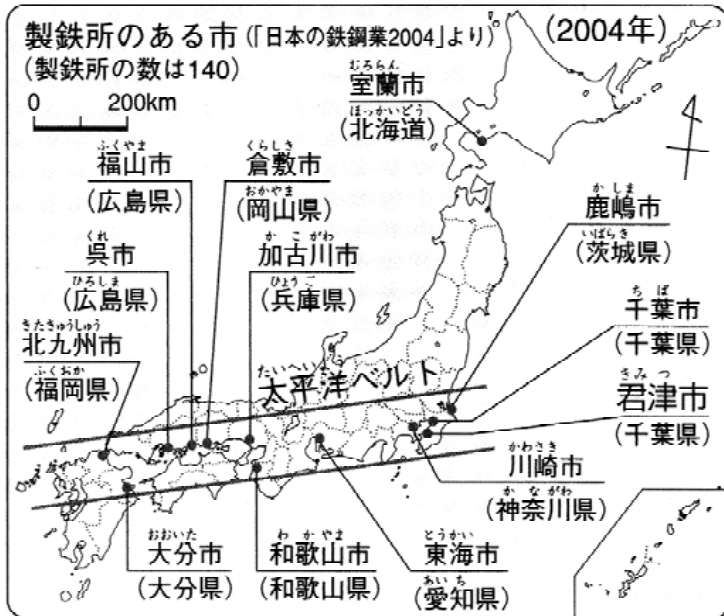 製鉄所のある市(「日本の鉄鋼業2004」より)
(2004年)
(製鉄所の数は140)
0 200km
むろらん
室蘭市
ほっかいどう
(北海道)
ふくやま
福山市
(広島県)
くらしき
倉敷市
おかやま
(岡山県)
かしま
鹿嶋市
いばらき
(茨城県)
くれ
呉市
ひろしま
(広島県)
かこがわ
加古川市
ひょうご
(兵庫県)
ちば
千葉市
(千葉県)
きたきゅうしゅう
北九州市
ふくおか
(福岡県)
たいへいよう
太平洋ベルト
きみつ
君津市
(千葉県)
かわさき
川崎市
かながわ
(神奈川県)
おおいた
大分市
(大分県)
わかやま
和歌山市
(和歌山県)
とうかい
東海市
あいち
(愛知県)